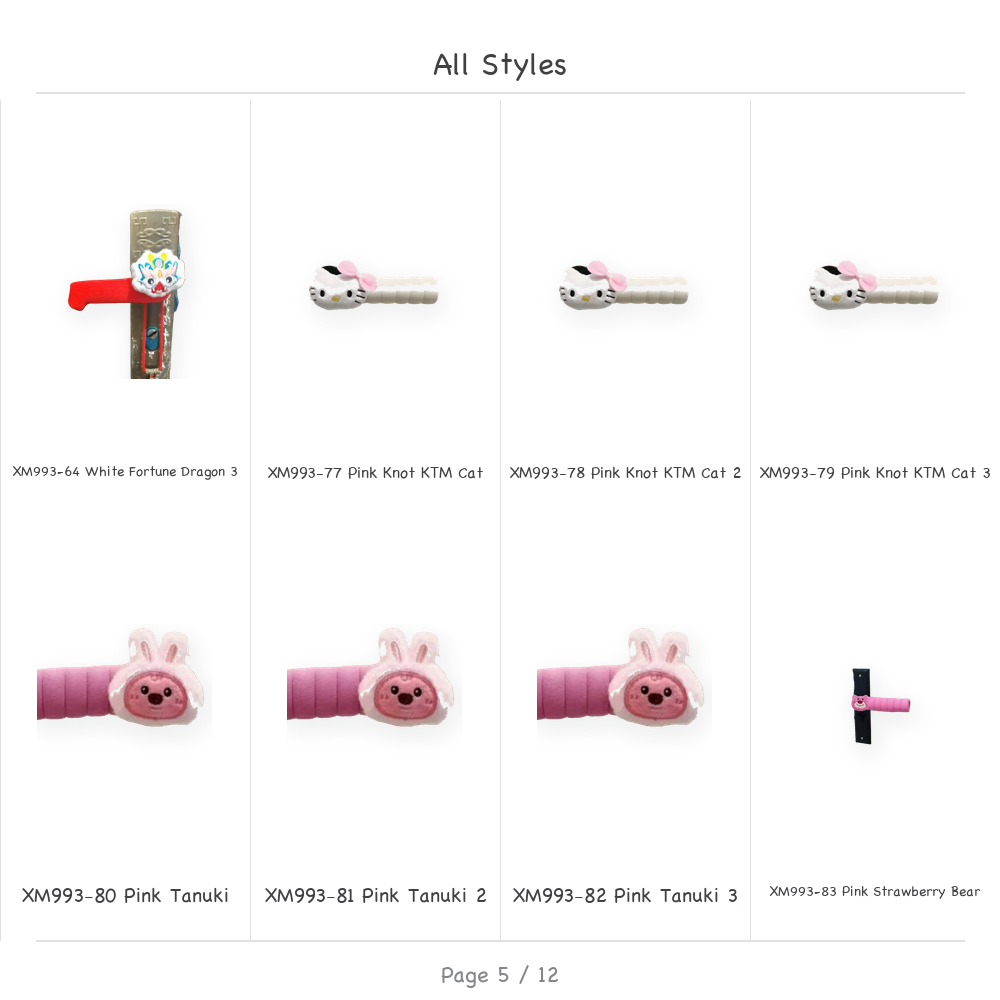 All Styles
XM993-64 White Fortune Dragon 3
XM993-77 Pink Knot KTM Cat
XM993-78 Pink Knot KTM Cat 2
XM993-79 Pink Knot KTM Cat 3
XM993-80 Pink Tanuki
XM993-81 Pink Tanuki 2
XM993-82 Pink Tanuki 3
XM993-83 Pink Strawberry Bear
Page 5 / 12